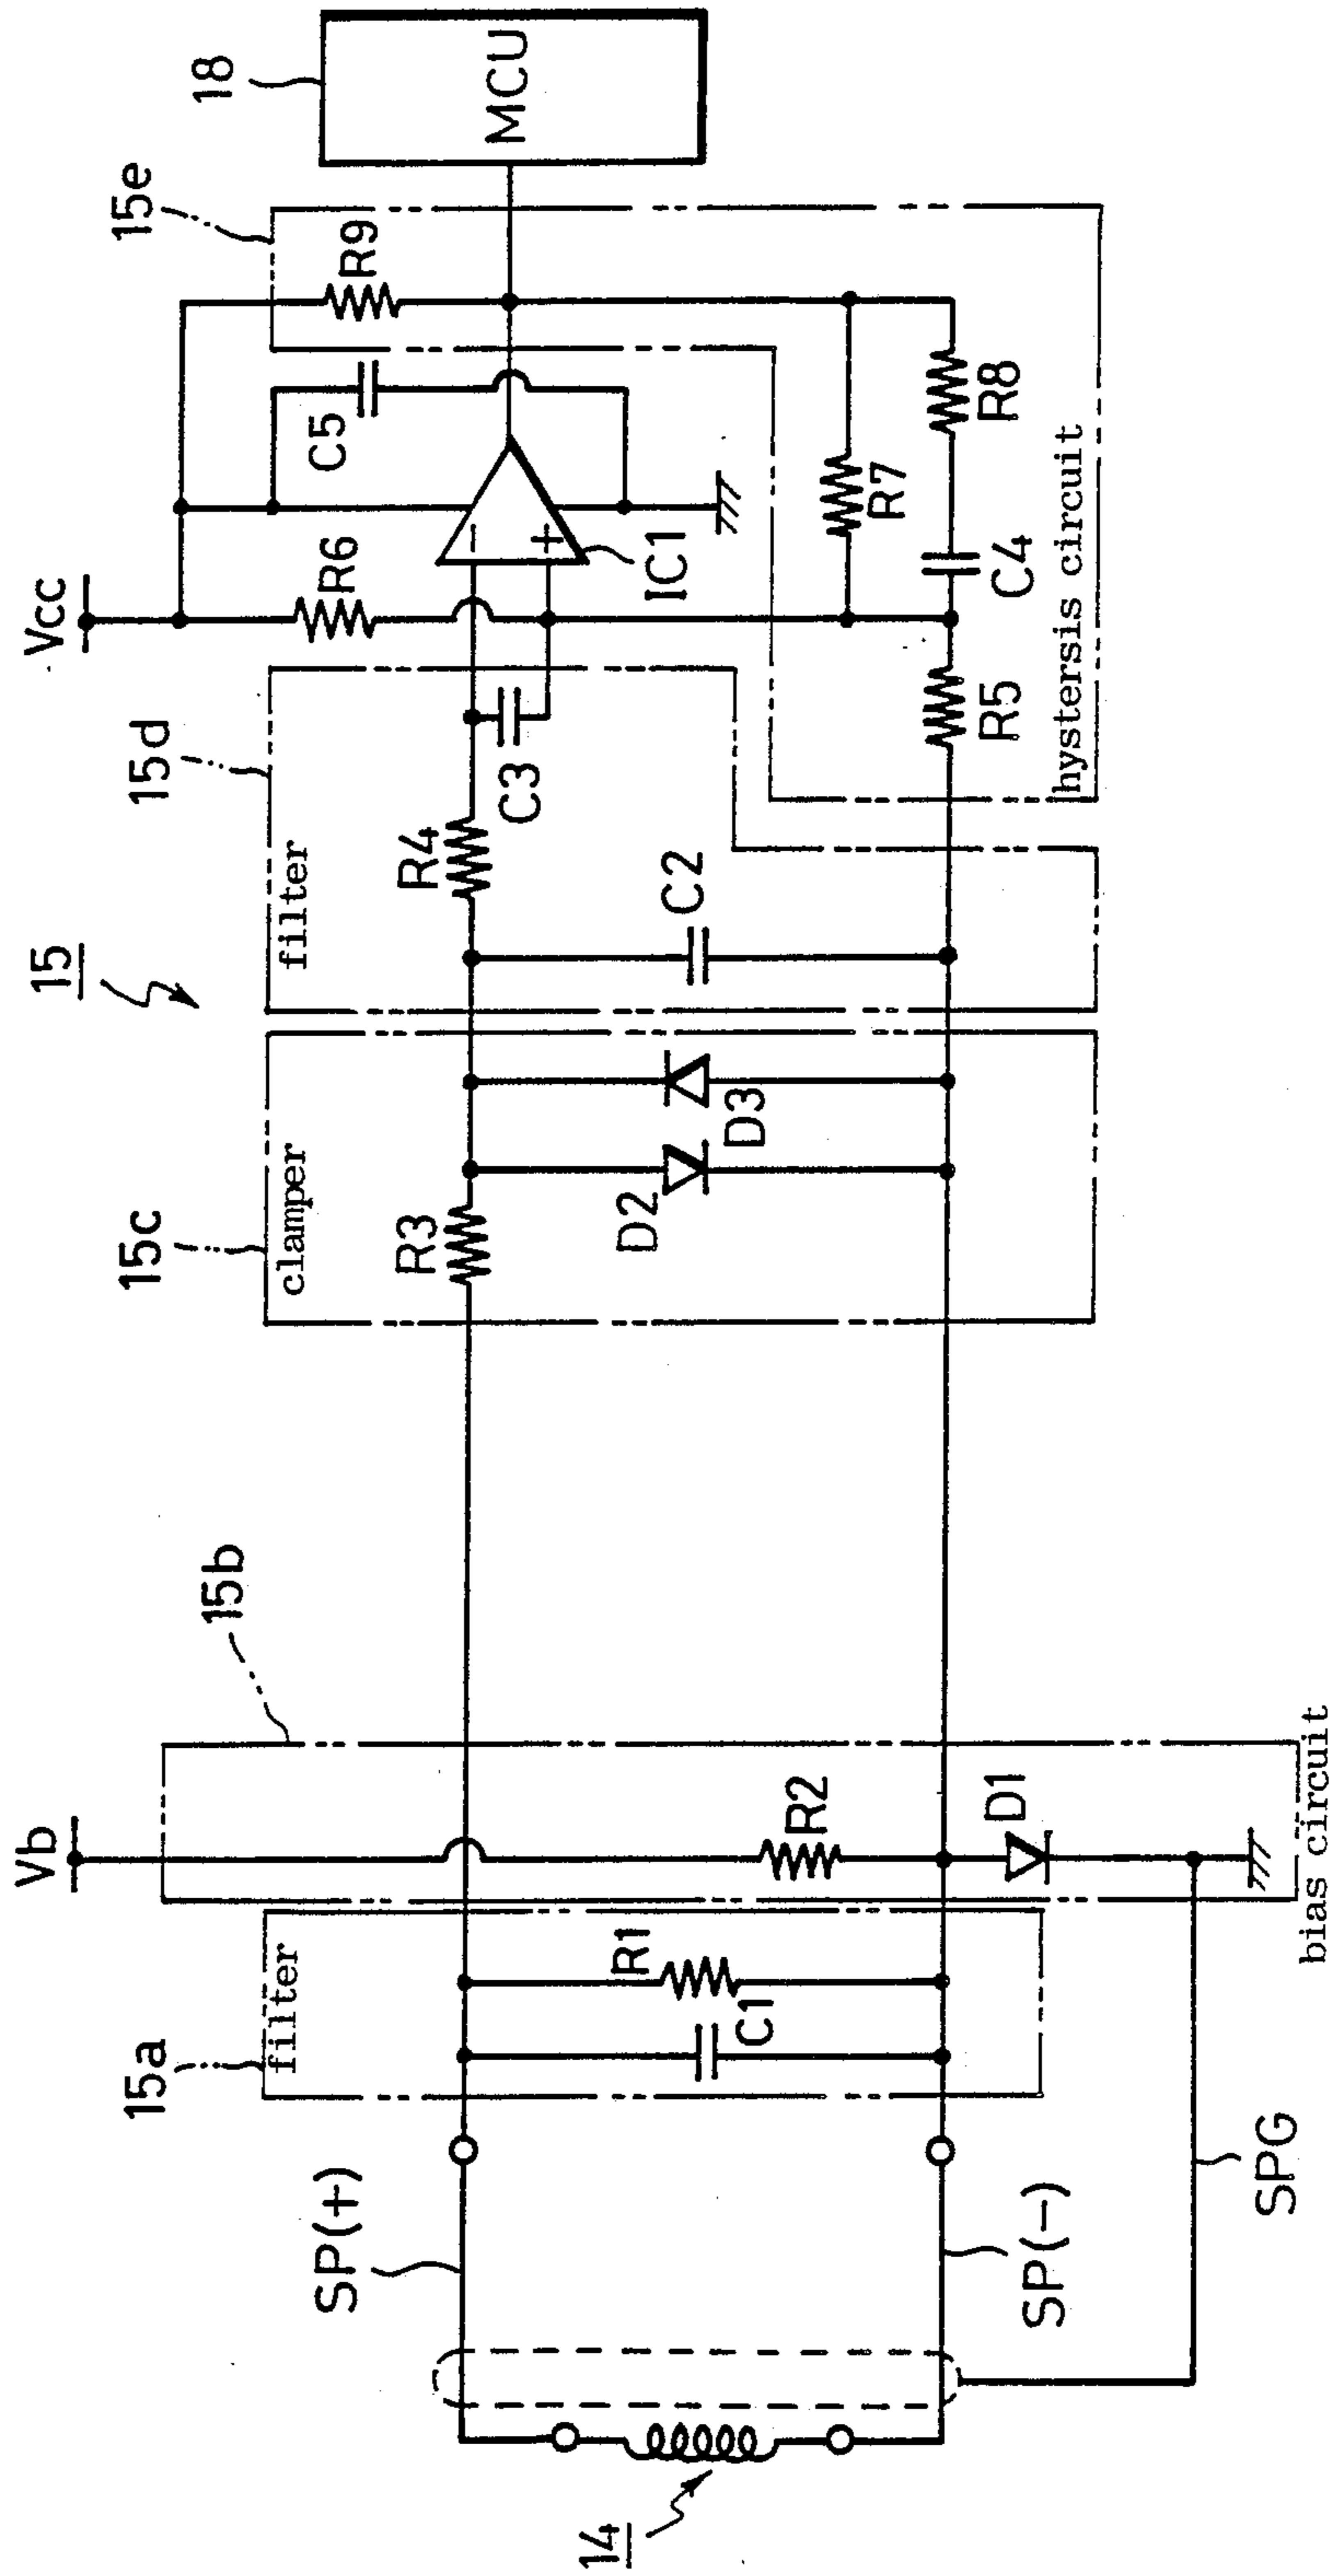 15
14
SP(+)
SP(-)
SPG
15a
filter
C1
R1
15b
Vb
R2
D1
bias circuit
15c
clamper
R3
D2
D3
15d
filter
C2
R4
C3
Vcc
R6
IC1
C5
15e
R9
R5
C4
R7
R8
hystersis circuit
18
MCU